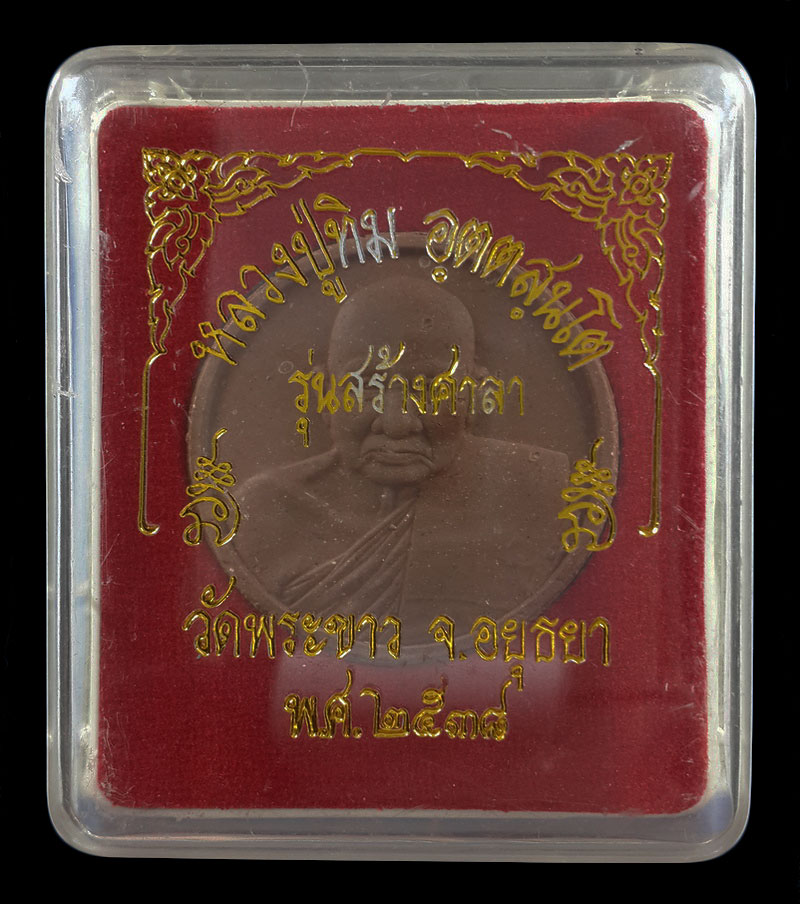 หลวงปู่ทิม อตฺตสนฺโต
รุ่นสร้างศาลา
วัดพระขาว จ.อยุธยา
พ.ศ.๒๕๓๘